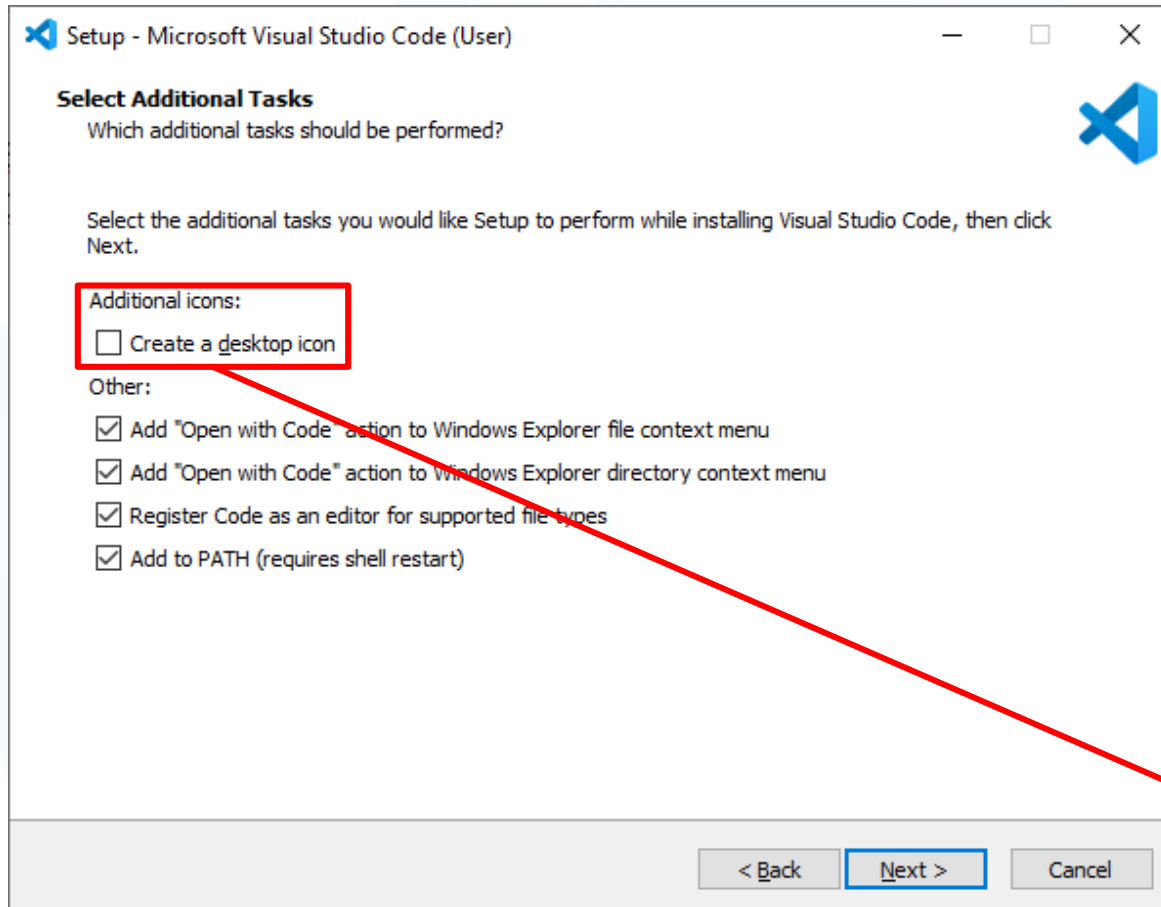 Setup - Microsoft Visual Studio Code (User)
Select Additional Tasks
Which additional tasks should be performed?
Select the additional tasks you would like Setup to perform while installing Visual Studio Code, then click
Next.
Additional icons:
Create a desktop icon
Other:
Add "Open with Code" action to Windows Explorer file context menu
Add "Open with Code" action to Windows Explorer directory context menu
Register Code as an editor for supported file types
Add to PATH (requires shell restart)
< Back Next > Cancel